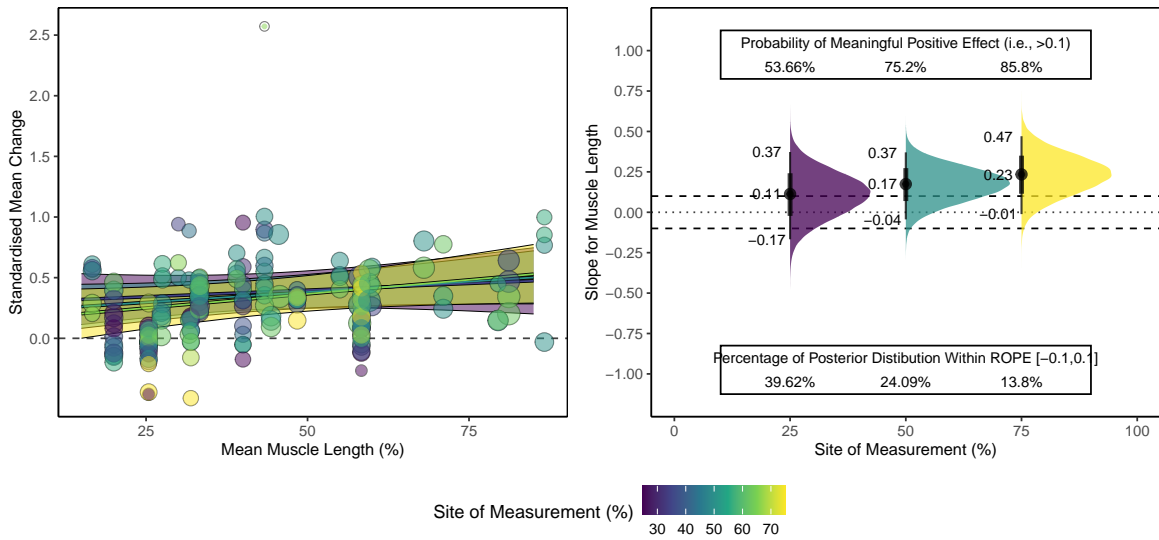 2.5
2.0
1.5
1.0
0.5
0.0
Standardised Mean Change
25
50
75
Mean Muscle Length (%)
1.00
0.75
0.50
0.25
0.00
−0.25
−0.50
−0.75
−1.00
Slope for Muscle Length
Probability of Meaningful Positive Effect (i.e., >0.1)
53.66% 75.2% 85.8%
0.37 0.37 0.47
0.11 0.17 0.23
−0.17 −0.04 −0.01
Percentage of Posterior Distibution Within ROPE [−0.1,0.1]
39.62% 24.09% 13.8%
0 25 50 75 100
Site of Measurement (%)
Site of Measurement (%)
30 40 50 60 70